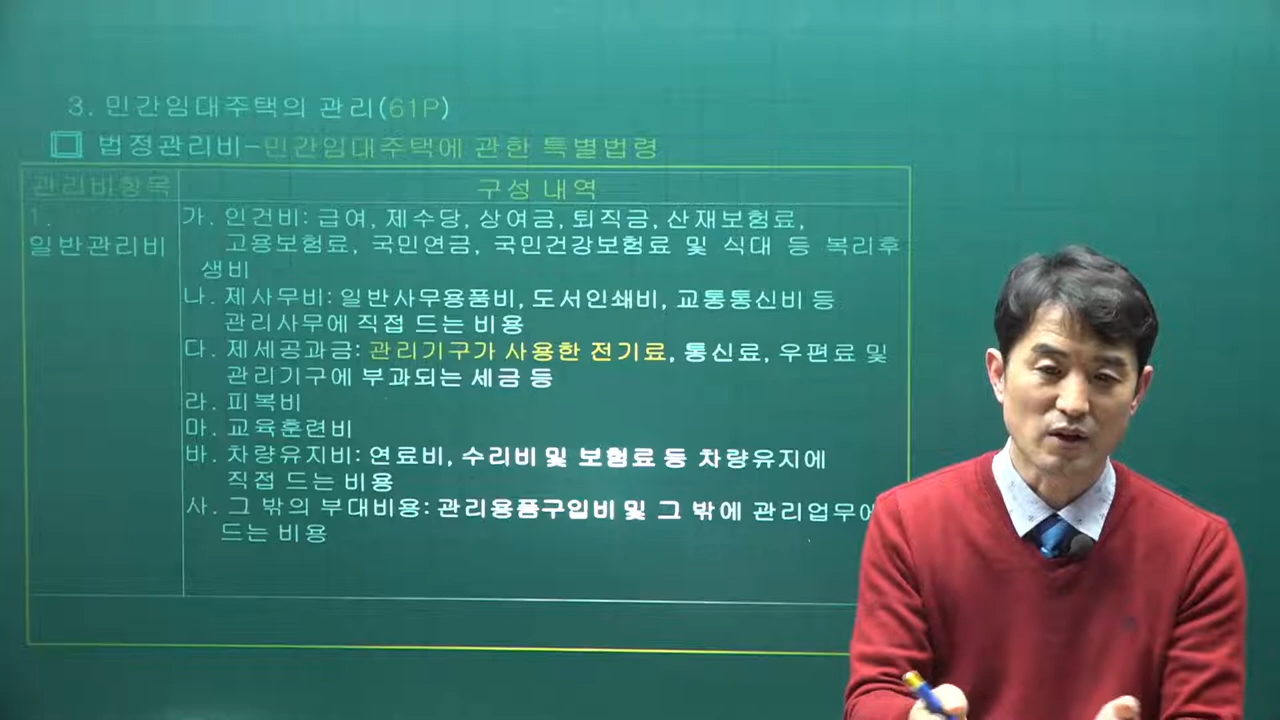 3. 민간임대주택의 관리(61P)
법정관리비-민간임대주택에 관한 특별법령
관리비항목 구성 내역
1.
일반관리비
가. 인건비: 급여, 제수당, 상여금, 퇴직금, 산재보험료,
고용보험료, 국민연금, 국민건강보험료 및 식대 등 복리후
생비
나. 제사무비: 일반사무용품비, 도서인쇄비, 교통통신비 등
관리사무에 직접 드는 비용
다. 제세공과금: 관리기구가 사용한 전기료, 통신료, 우편료 및
관리기구에 부과되는 세금 등
라. 피복비
마. 교육훈련비
바. 차량유지비: 연료비, 수리비 및 보험료 등 차량유지에
직접 드는 비용
사. 그 밖의 부대비용: 관리용품구입비 및 그 밖에 관리업무에
드는 비용